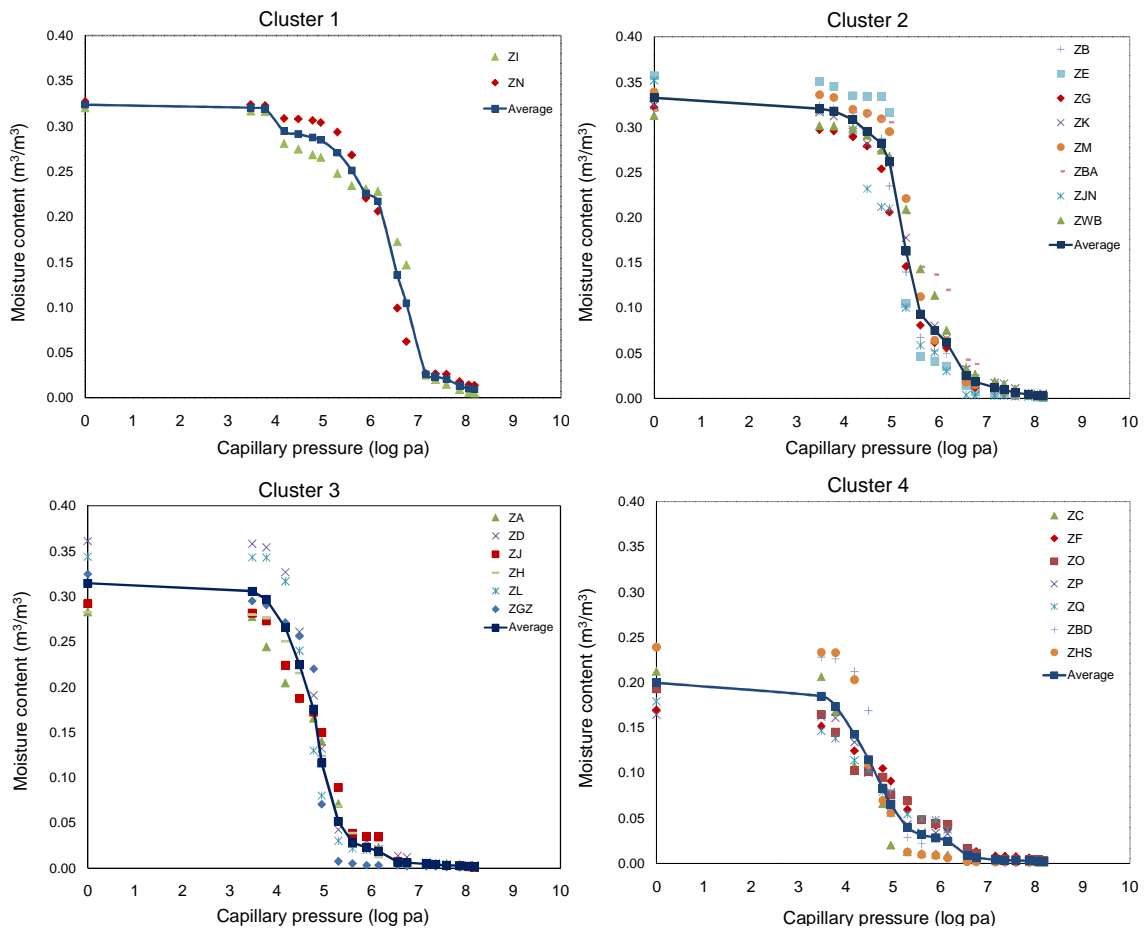 Cluster 1
0.40
0.35
0.30
0.25
0.20
0.15
0.10
0.05
0.00
0 1 2 3 4 5 6 7 8 9 10
Moisture content (m³/m³)
Capillary pressure (log pa)
ZI
ZN
Average
Cluster 2
0.40
0.35
0.30
0.25
0.20
0.15
0.10
0.05
0.00
0 1 2 3 4 5 6 7 8 9 10
Moisture content (m³/m³)
Capillary pressure (log pa)
ZB
ZE
ZG
ZK
ZM
ZBA
ZJN
ZWB
Average
Cluster 3
0.40
0.35
0.30
0.25
0.20
0.15
0.10
0.05
0.00
0 1 2 3 4 5 6 7 8 9 10
Moisture content (m³/m³)
Capillary pressure (log pa)
ZA
ZD
ZJ
ZH
ZL
ZGZ
Average
Cluster 4
0.40
0.35
0.30
0.25
0.20
0.15
0.10
0.05
0.00
0 1 2 3 4 5 6 7 8 9 10
Moisture content (m³/m³)
Capillary pressure (log pa)
ZC
ZF
ZO
ZP
ZQ
ZBD
ZHS
Average